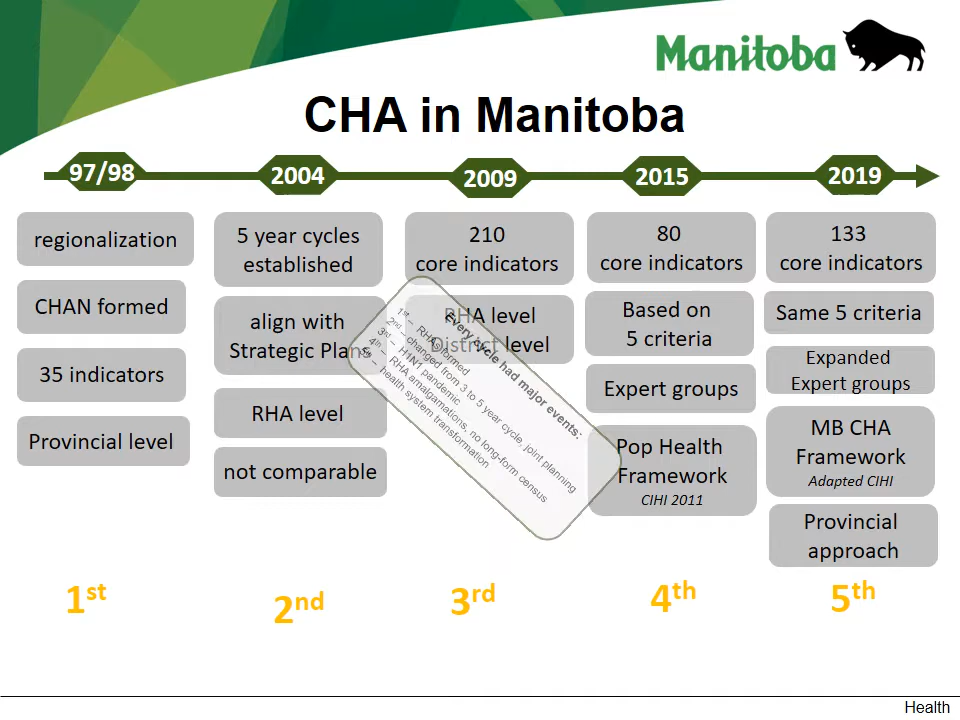 Manitoba
CHA in Manitoba
97/98
2004
2009
2015
2019
regionalization
CHAN formed
35 indicators
Provincial level
5 year cycles
established
align with
Strategic Plans
RHA level
not comparable
210
core indicators
RHA level
District level
80
core indicators
Based on
5 criteria
Expert groups
Pop Health
Framework
CIHI 2011
133
core indicators
Same 5 criteria
Expanded
Expert groups
MB CHA
Framework
Adapted CIHI
Provincial
approach
Every cycle had major events:
1st – RHAs formed
2nd – changed from 3 to 5 year cycle, joint planning
3rd – H1N1 pandemic
4th – RHA amalgamations, no long-form census
5th – health system transformation
1st
2nd
3rd
4th
5th
Health